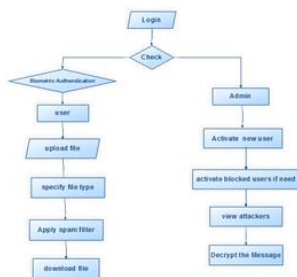 Login
Check
Biometric Authentication
user
upload file
specify file type
Apply spam filter
download file
Admin
Activate new user
activate blocked users if need
view attackers
Decrypt the Message